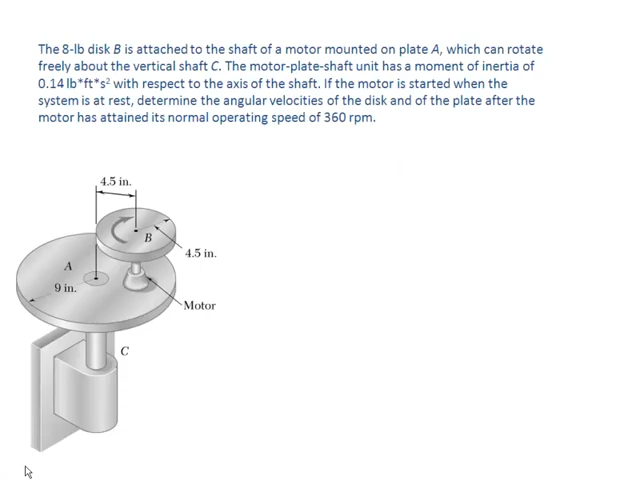 The 8-lb disk B is attached to the shaft of a motor mounted on plate A, which can rotate
freely about the vertical shaft C. The motor-plate-shaft unit has a moment of inertia of
0.14 lb*ft*s² with respect to the axis of the shaft. If the motor is started when the
system is at rest, determine the angular velocities of the disk and of the plate after the
motor has attained its normal operating speed of 360 rpm.
4.5 in.
B
4.5 in.
A
9 in.
Motor
C